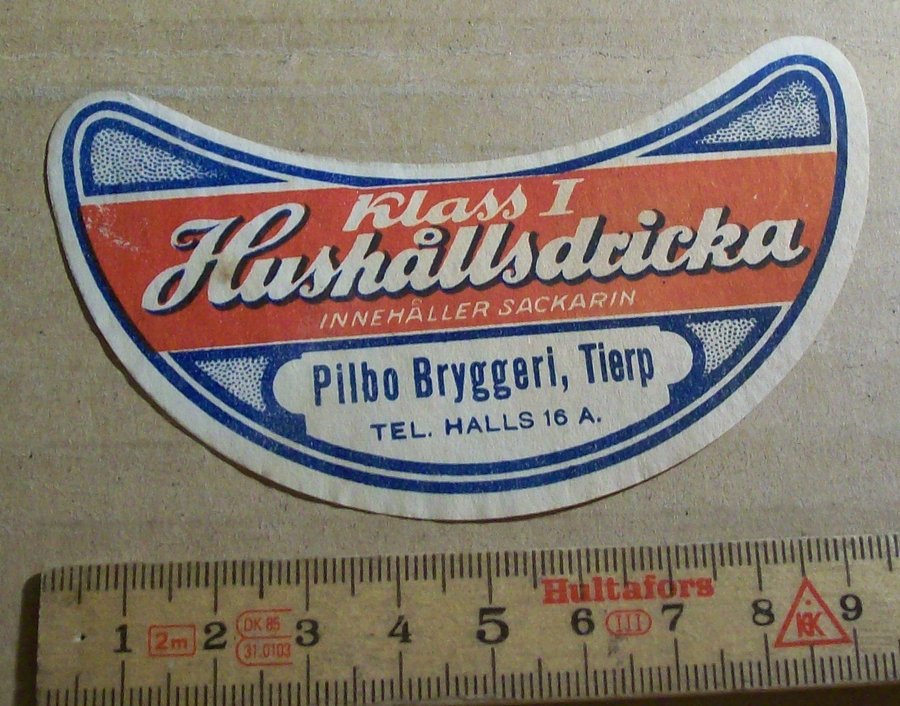 Klass I
Hushållsdricka
INNEHÅLLER SACKARIN
Pilbo Bryggeri, Tierp
TEL. HALLS 16 A.
Hultafors
1 2m 2 DK 85 31.0103 3 4 5 6 III 7 8 9